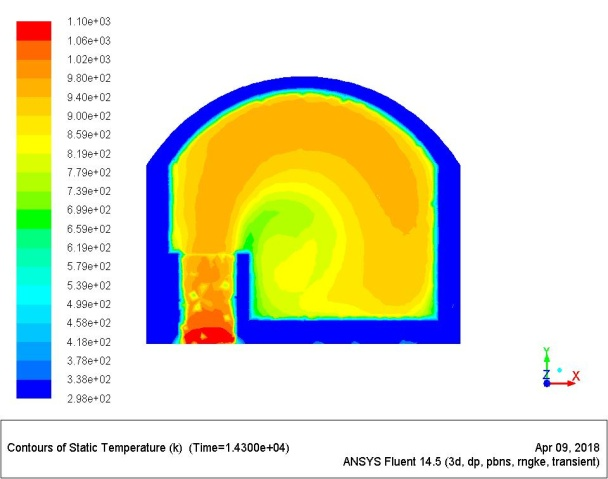 1.10e+03
1.06e+03
1.02e+03
9.80e+02
9.40e+02
9.00e+02
8.59e+02
8.19e+02
7.79e+02
7.39e+02
6.99e+02
6.59e+02
6.19e+02
5.79e+02
5.39e+02
4.99e+02
4.58e+02
4.18e+02
3.78e+02
3.38e+02
2.98e+02
Y
Z X
Contours of Static Temperature (k) (Time=1.4300e+04)
Apr 09, 2018
ANSYS Fluent 14.5 (3d, dp, pbns, rngke, transient)